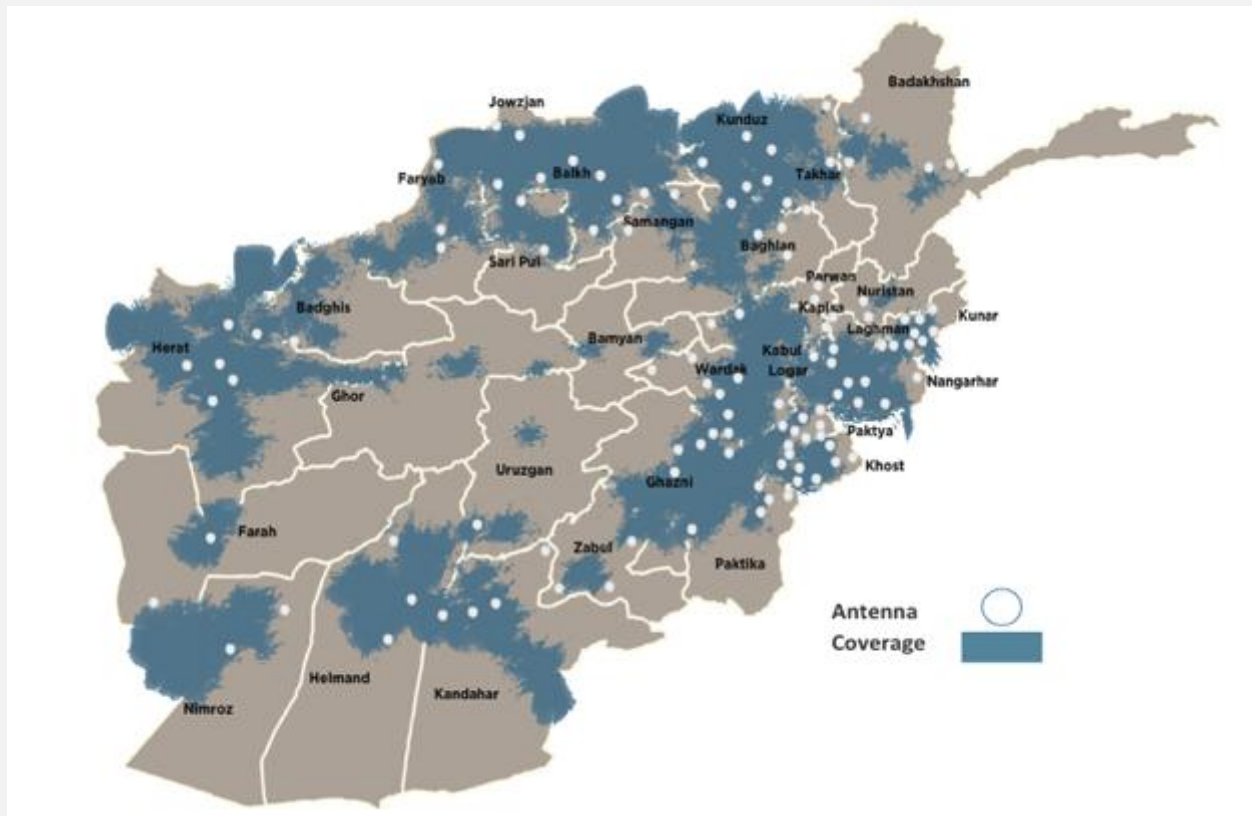 Badakhshan
Jowzjan
Kunduz
Faryab
Balkh
Takhar
Samangan
Baghlan
Sari Pul
Parwan
Nuristan
Badghis
Kapisa
Kunar
Laghman
Bamyan
Herat
Kabul
Wardak
Logar
Nangarhar
Ghor
Paktya
Khost
Uruzgan
Ghazni
Farah
Zabul
Paktika
Antenna
Coverage
Helmand
Kandahar
Nimroz